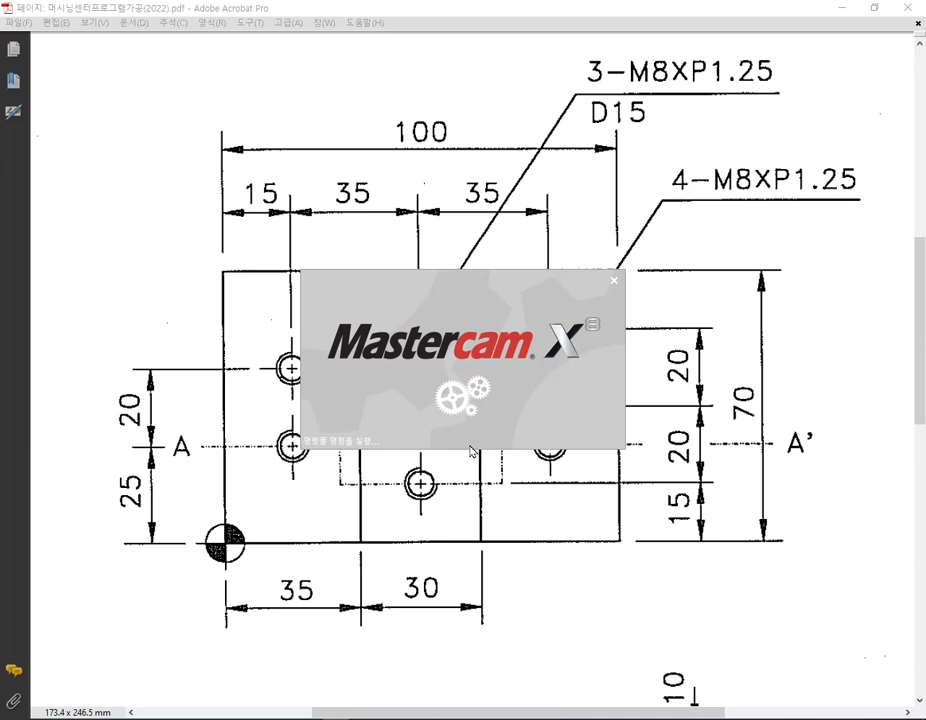 페이지: 머시닝센터프로그램가공(2022).pdf - Adobe Acrobat Pro
파일(F) 편집(E) 보기(V) 문서(D) 주석(C) 양식(R) 도구(T) 고급(A) 창(W) 도움말(H)
3-M8XP1.25
D15
100
4-M8XP1.25
15 35 35
Mastercam. X
20
70
20
A
A'
20
25
15
35 30
10
173.4 x 246.5 mm